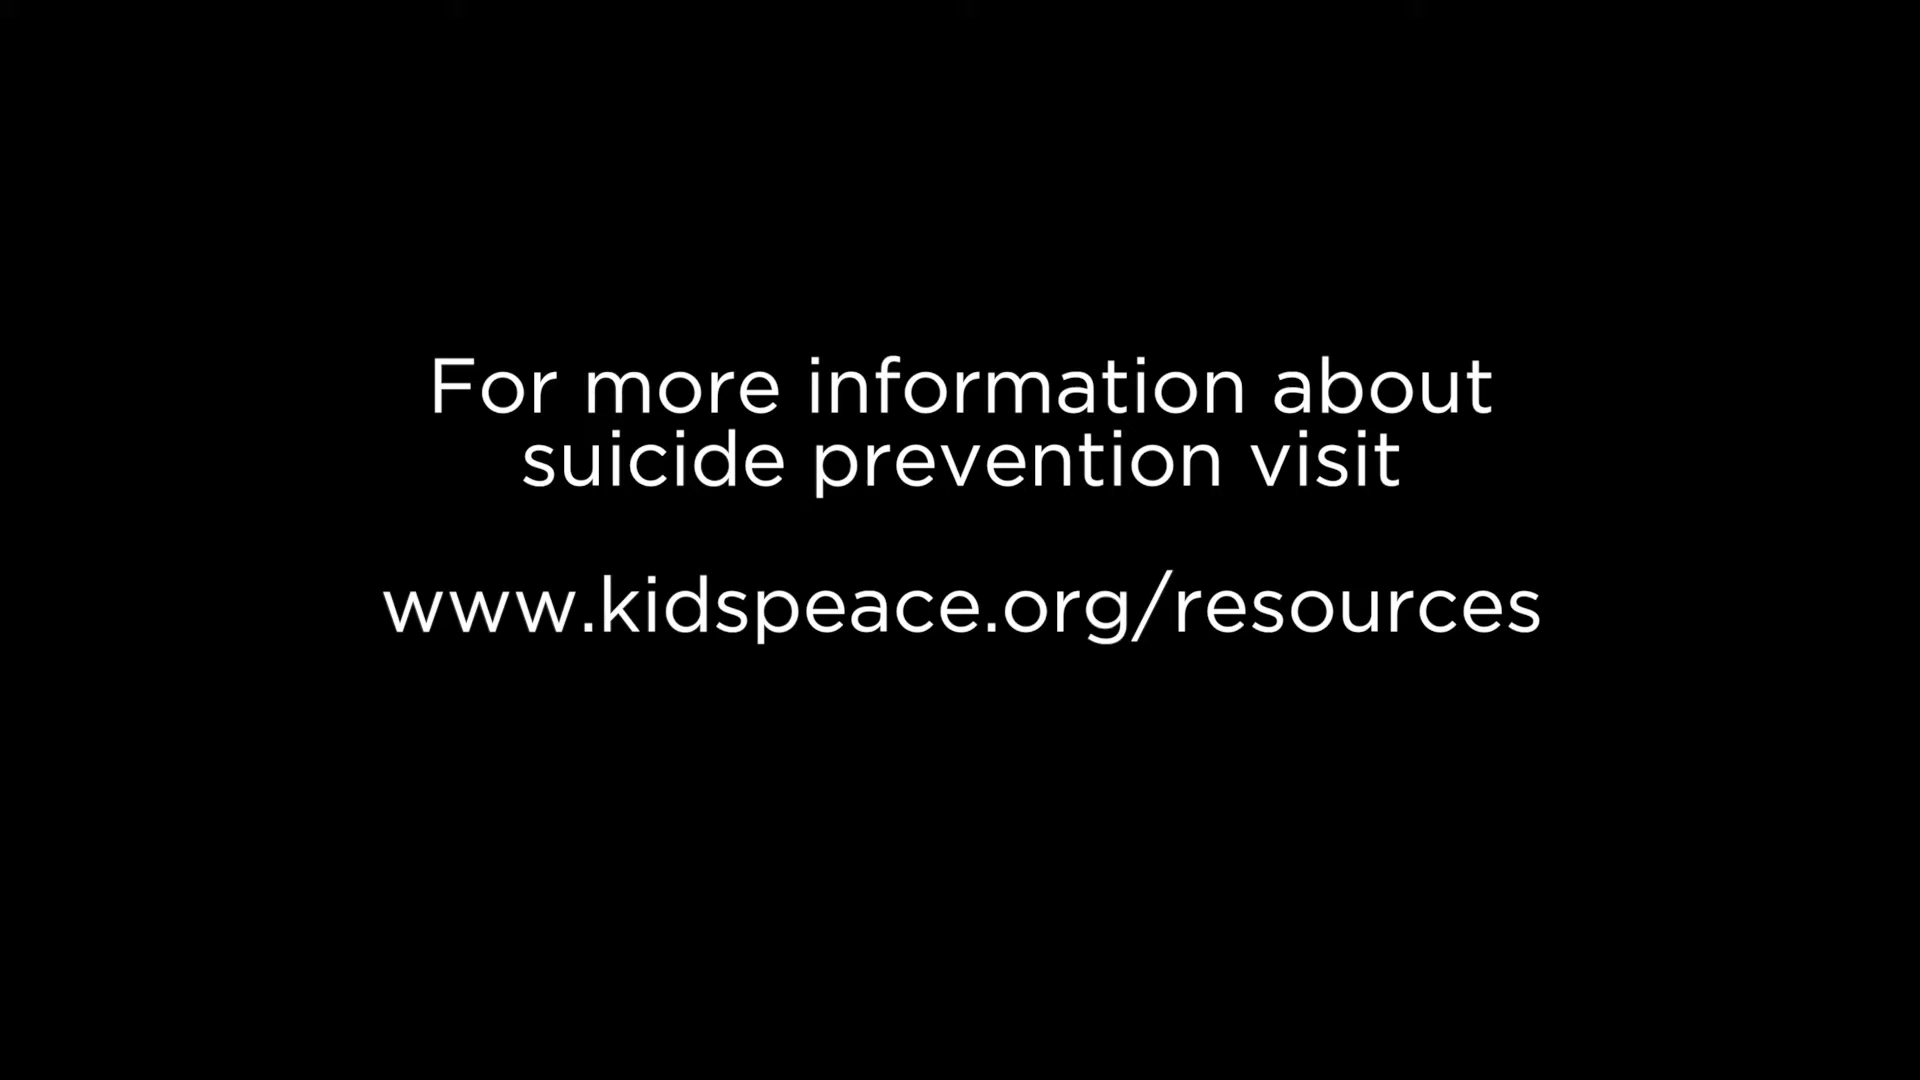 For more information about
suicide prevention visit
www.kidspeace.org/resources